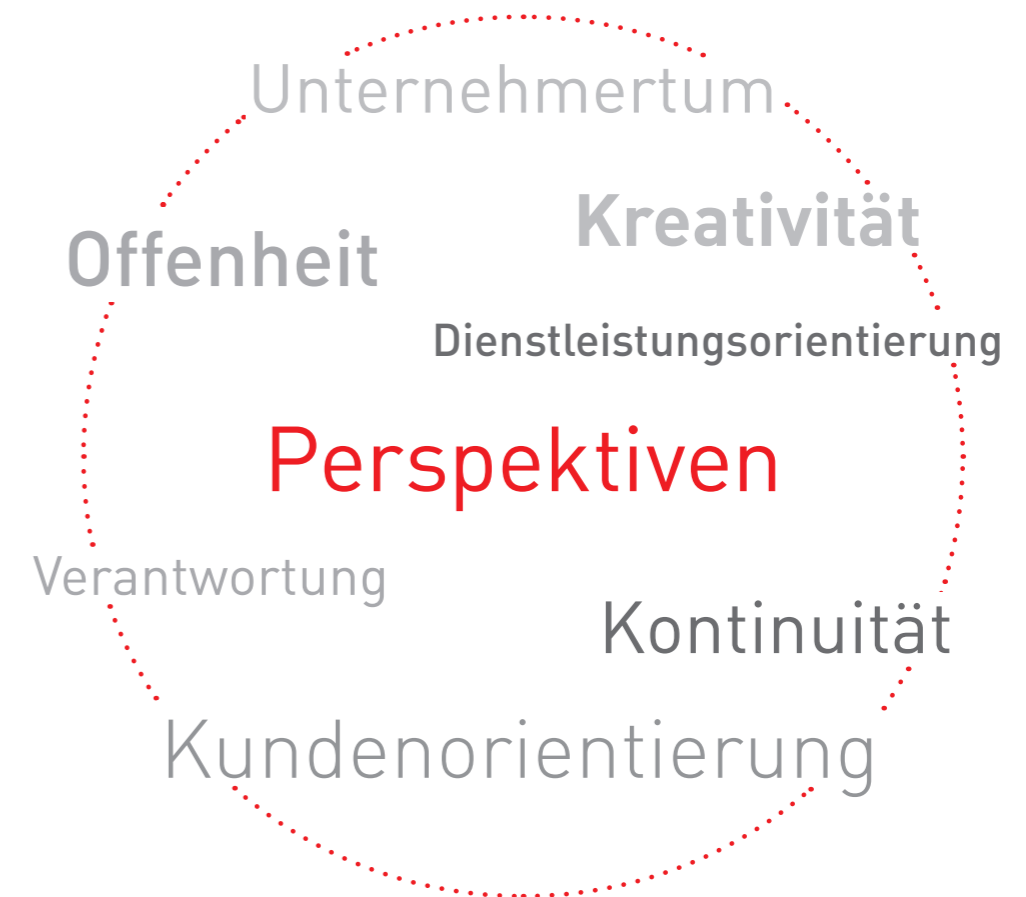 Unternehmertum
Kreativität
Offenheit
Dienstleistungsorientierung
Perspektiven
Verantwortung
Kontinuität
Kundenorientierung